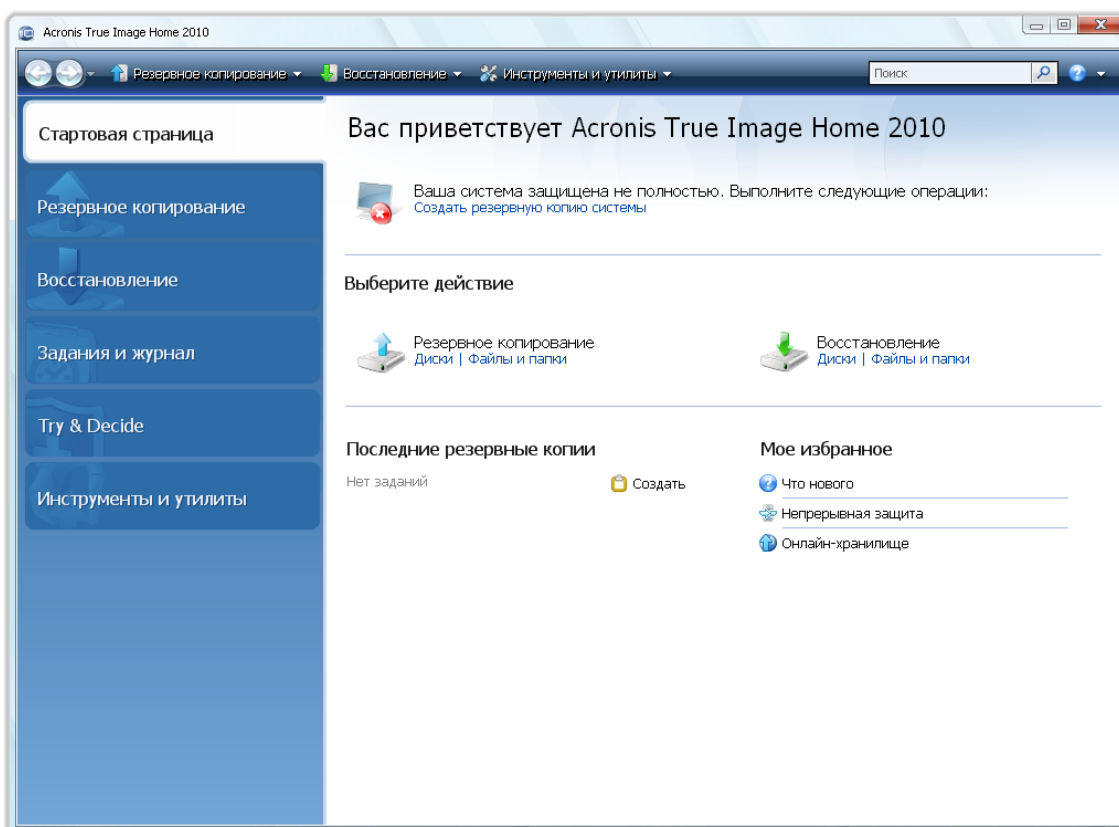 Acronis True Image Home 2010
Резервное копирование
Восстановление
Инструменты и утилиты
Поиск
Стартовая страница
Резервное копирование
Восстановление
Задания и журнал
Try & Decide
Инструменты и утилиты
Вас приветствует Acronis True Image Home 2010
Ваша система защищена не полностью. Выполните следующие операции:
Создать резервную копию системы
Выберите действие
Резервное копирование
Диски | Файлы и папки
Восстановление
Диски | Файлы и папки
Последние резервные копии
Нет заданий
Создать
Мое избранное
Что нового
Непрерывная защита
Онлайн-хранилище